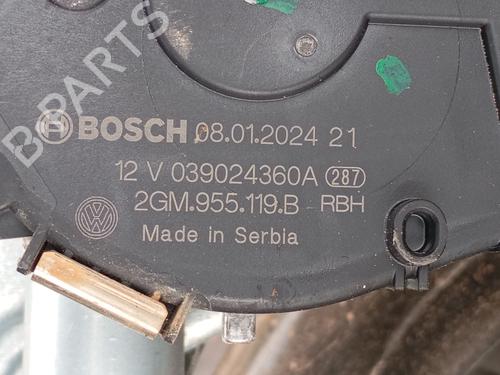 B-PARTS
BOSCH 08.01.2024 21
12 V 039024360A 287
2GM.955.119.B RBH
Made in Serbia